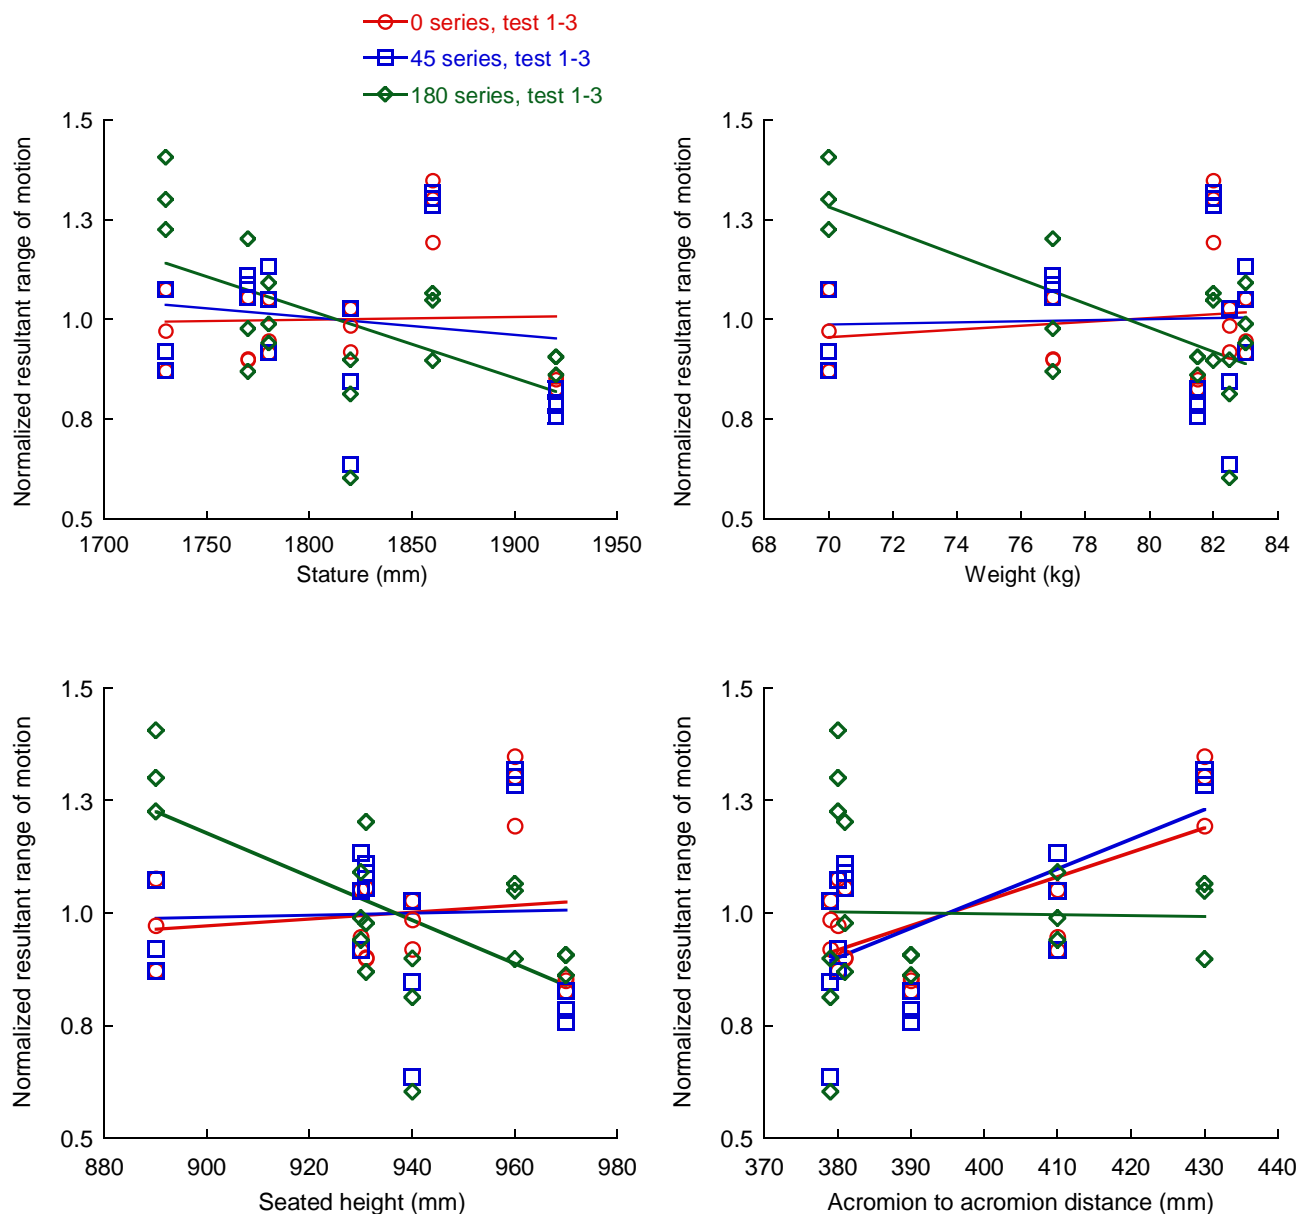 0 series, test 1-3
45 series, test 1-3
180 series, test 1-3
Normalized resultant range of motion
1.5
1.3
1.0
0.8
0.5
1700 1750 1800 1850 1900 1950
Stature (mm)
Normalized resultant range of motion
1.5
1.3
1.0
0.8
0.5
68 70 72 74 76 78 80 82 84
Weight (kg)
Normalized resultant range of motion
1.5
1.3
1.0
0.8
0.5
880 900 920 940 960 980
Seated height (mm)
Normalized resultant range of motion
1.5
1.3
1.0
0.8
0.5
370 380 390 400 410 420 430 440
Acromion to acromion distance (mm)